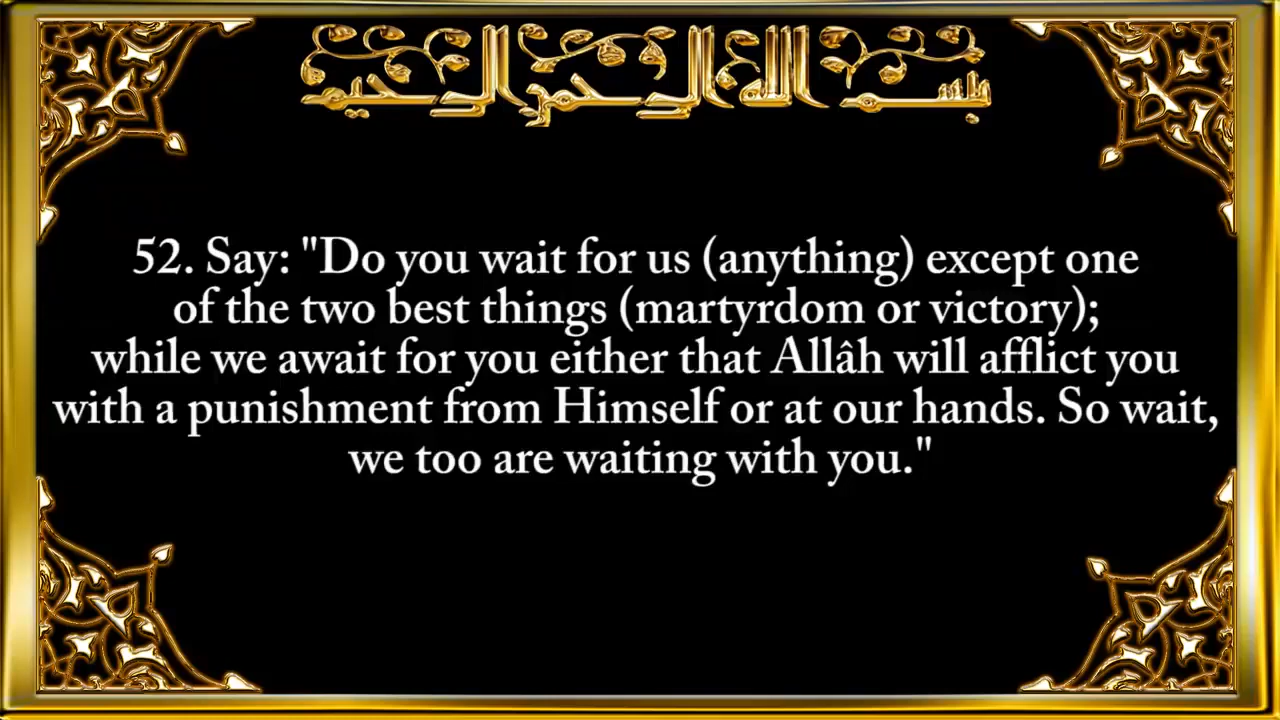 بسم الله الرحمن الرحيم
52. Say: "Do you wait for us (anything) except one
of the two best things (martyrdom or victory);
while we await for you either that Allâh will afflict you
with a punishment from Himself or at our hands. So wait,
we too are waiting with you."